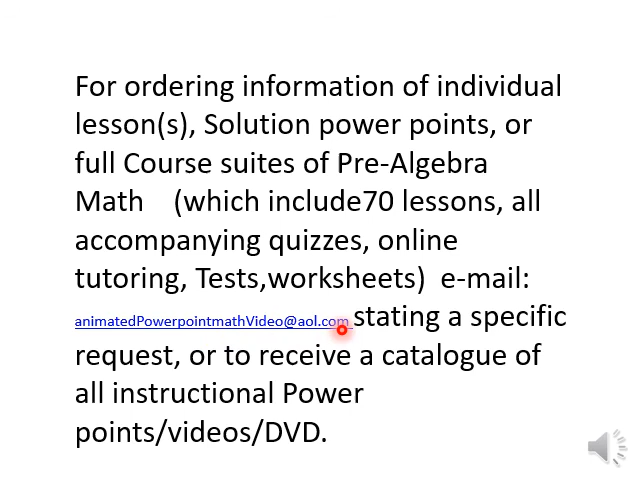 For ordering information of individual
lesson(s), Solution power points, or
full Course suites of Pre-Algebra
Math (which include70 lessons, all
accompanying quizzes, online
tutoring, Tests,worksheets) e-mail:
animatedPowerpointmathVideo@aol.com stating a specific
request, or to receive a catalogue of
all instructional Power
points/videos/DVD.